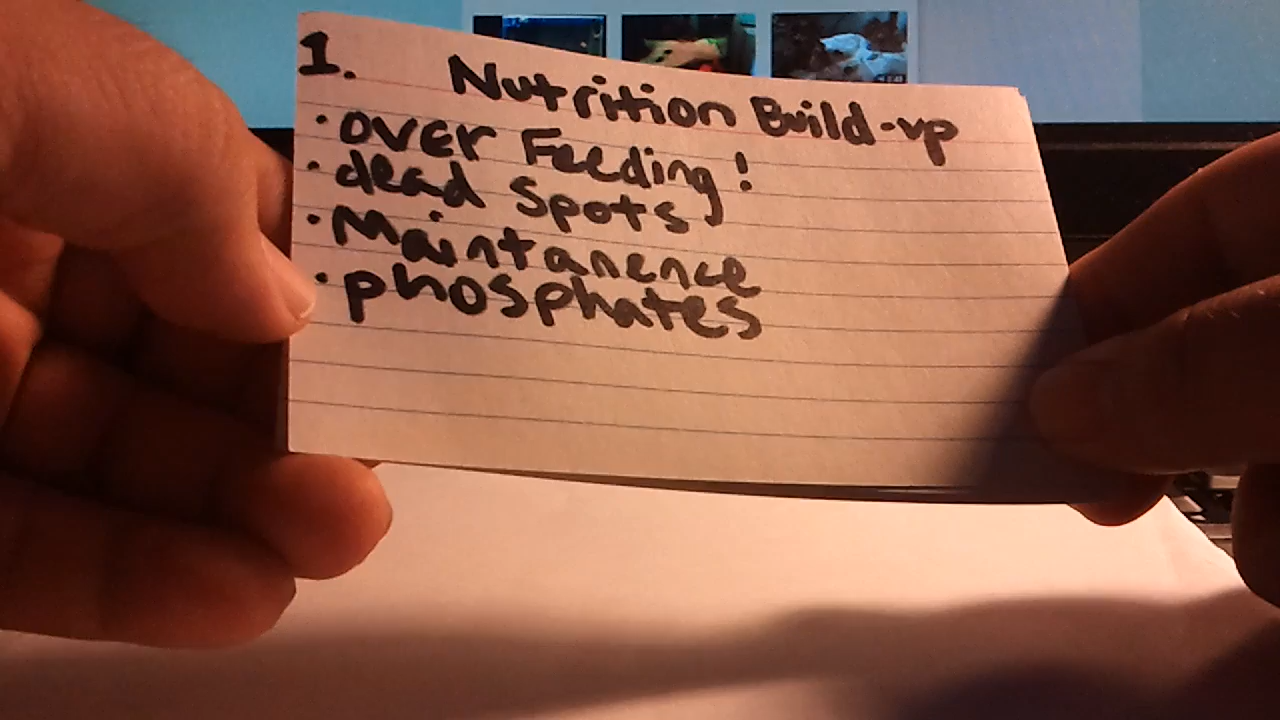 1. Nutrition Build-up
• over Feeding!
• dead spots
• Maintanence
• phosphates